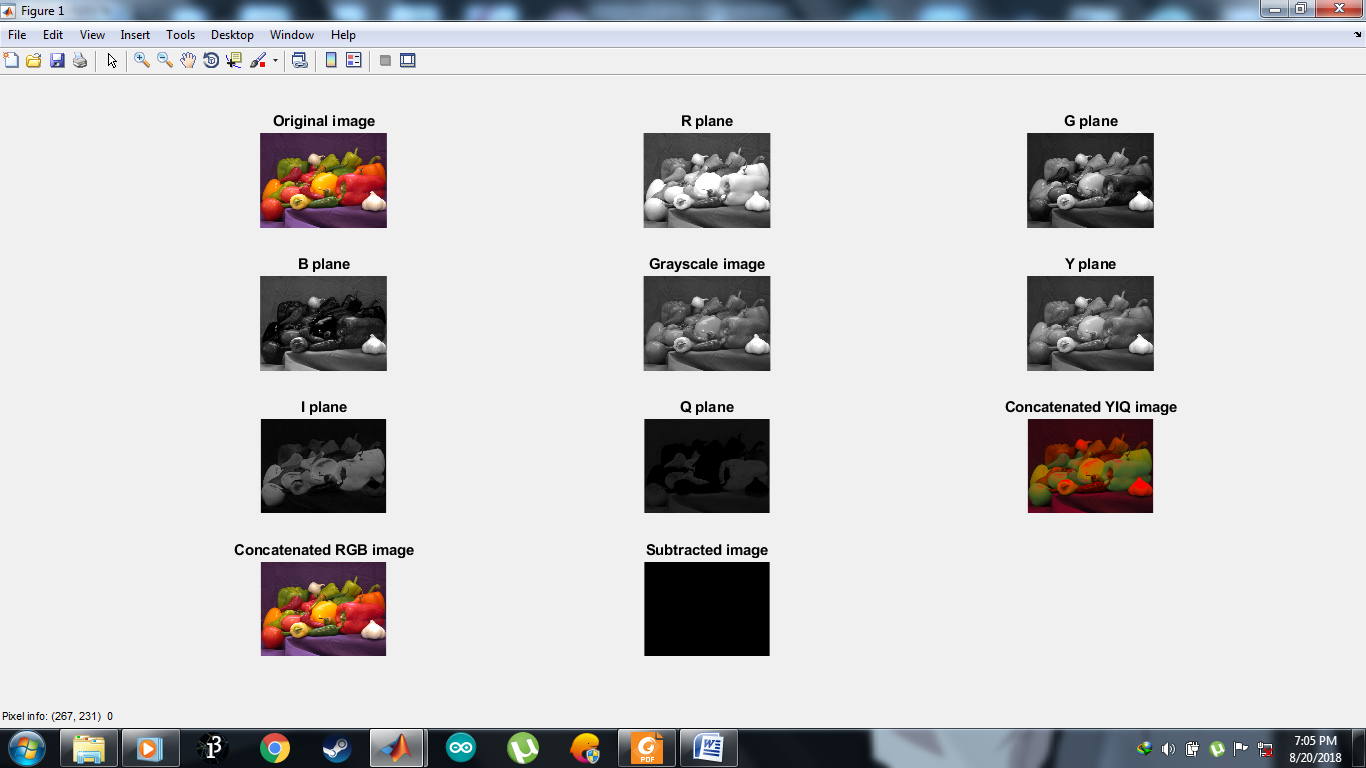 Figure 1
File Edit View Insert Tools Desktop Window Help
Original image
R plane
G plane
B plane
Grayscale image
Y plane
I plane
Q plane
Concatenated YIQ image
Concatenated RGB image
Subtracted image
Pixel info: (267, 231) 0
PDF
7:05 PM
8/20/2018